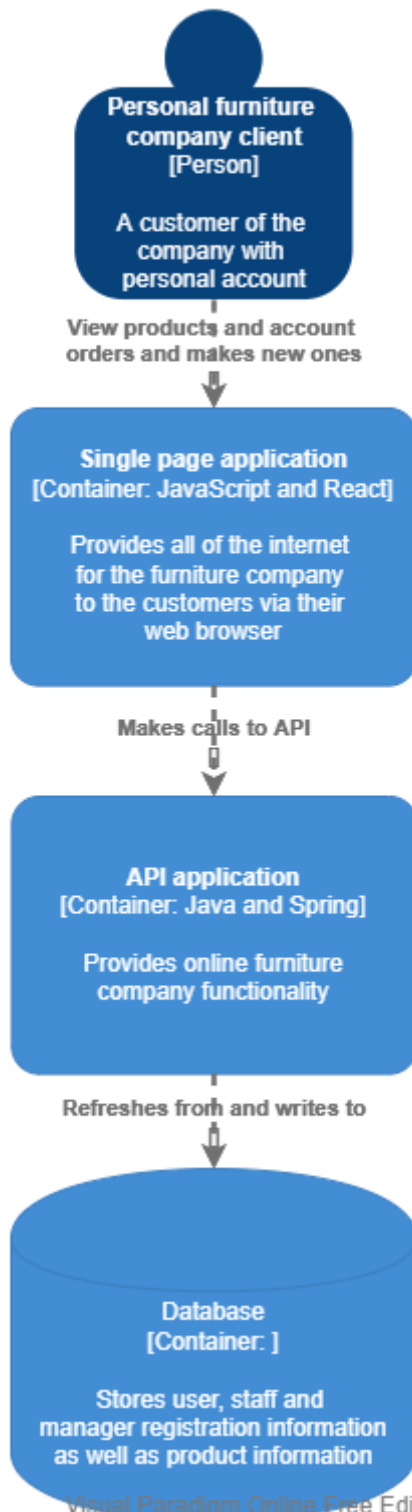 Personal furniture
company client
[Person]
A customer of the
company with
personal account
View products and account
orders and makes new ones
Single page application
[Container: JavaScript and React]
Provides all of the internet
for the furniture company
to the customers via their
web browser
Makes calls to API
API application
[Container: Java and Spring]
Provides online furniture
company functionality
Refreshes from and writes to
Database
[Container: ]
Stores user, staff and
manager registration information
as well as product information
Visual Paradigm Online Free Edi